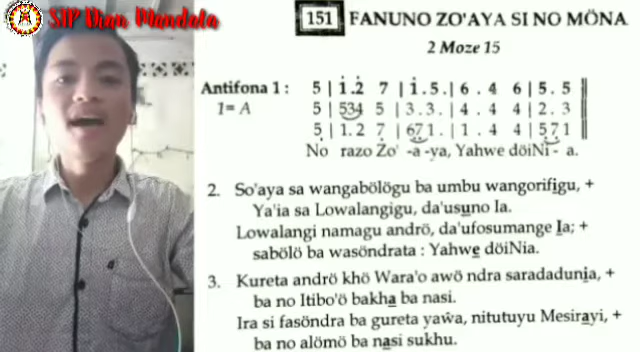 SIP Dian Mandala
151 FANUNO ZO'AYA SI NO MÖNA
2 Moze 15
Antifona 1 : 5 | 1.2 7 | 1.5. | 6 . 4 6 | 5 . 5
1= A 5 | 534 5 | 3.3. | 4 . 4 4 | 2 . 3
5 | 1.2 7 | 671. | 1 . 4 4 | 571
No razo Zo' -a -ya, Yahwe döiNi - a.
2. So'aya sa wangabölögu ba umbu wangorifigu, +
Ya'ia sa Lowalangigu, da'usuno Ia.
Lowalangi namagu andrö, da'ufosumange Ia; +
sabölö ba wasöndrata : Yahwe döiNia.
3. Kureta andrö khö Wara'o awö ndra saradadunia, +
ba no Itibo'ö bakha ba nasi.
Ira si fasöndra ba gureta yaŵa, nitutuyu Mesirayi, +
ba no alömö ba nasi sukhu.